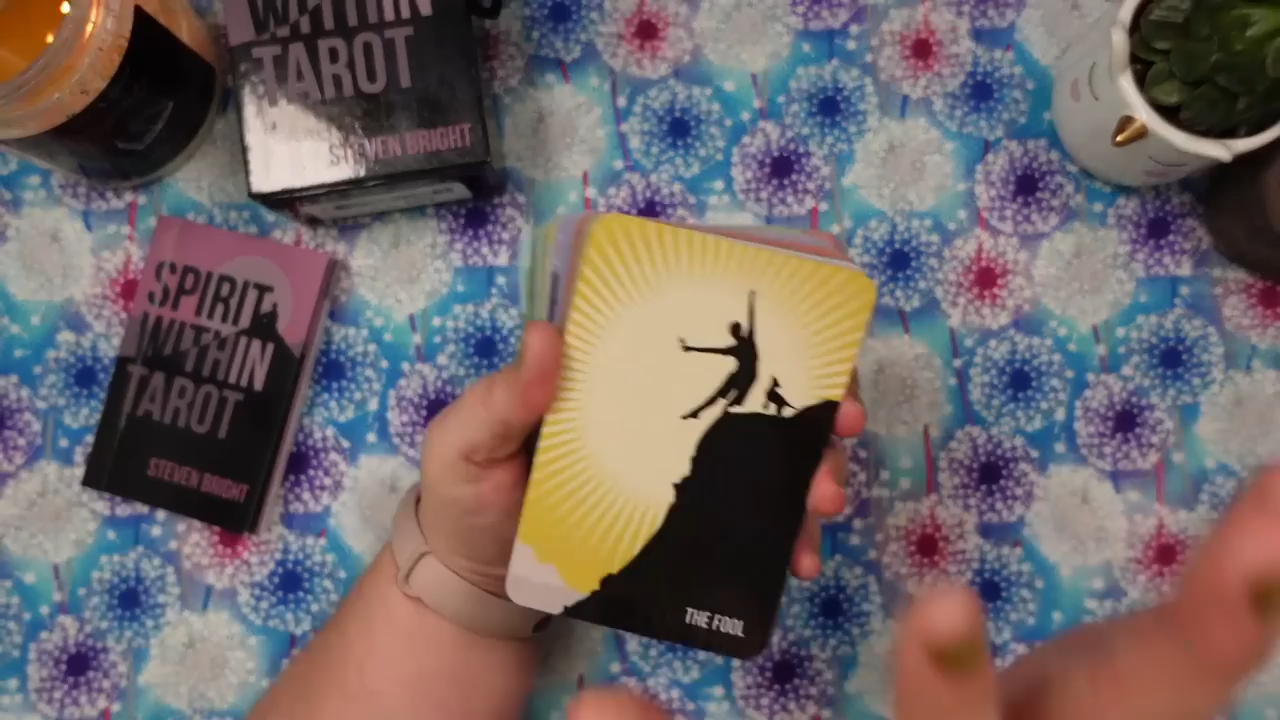 WITHIN
TAROT
STEVEN BRIGHT
SPIRIT
WITHIN
TAROT
STEVEN BRIGHT
THE FOOL